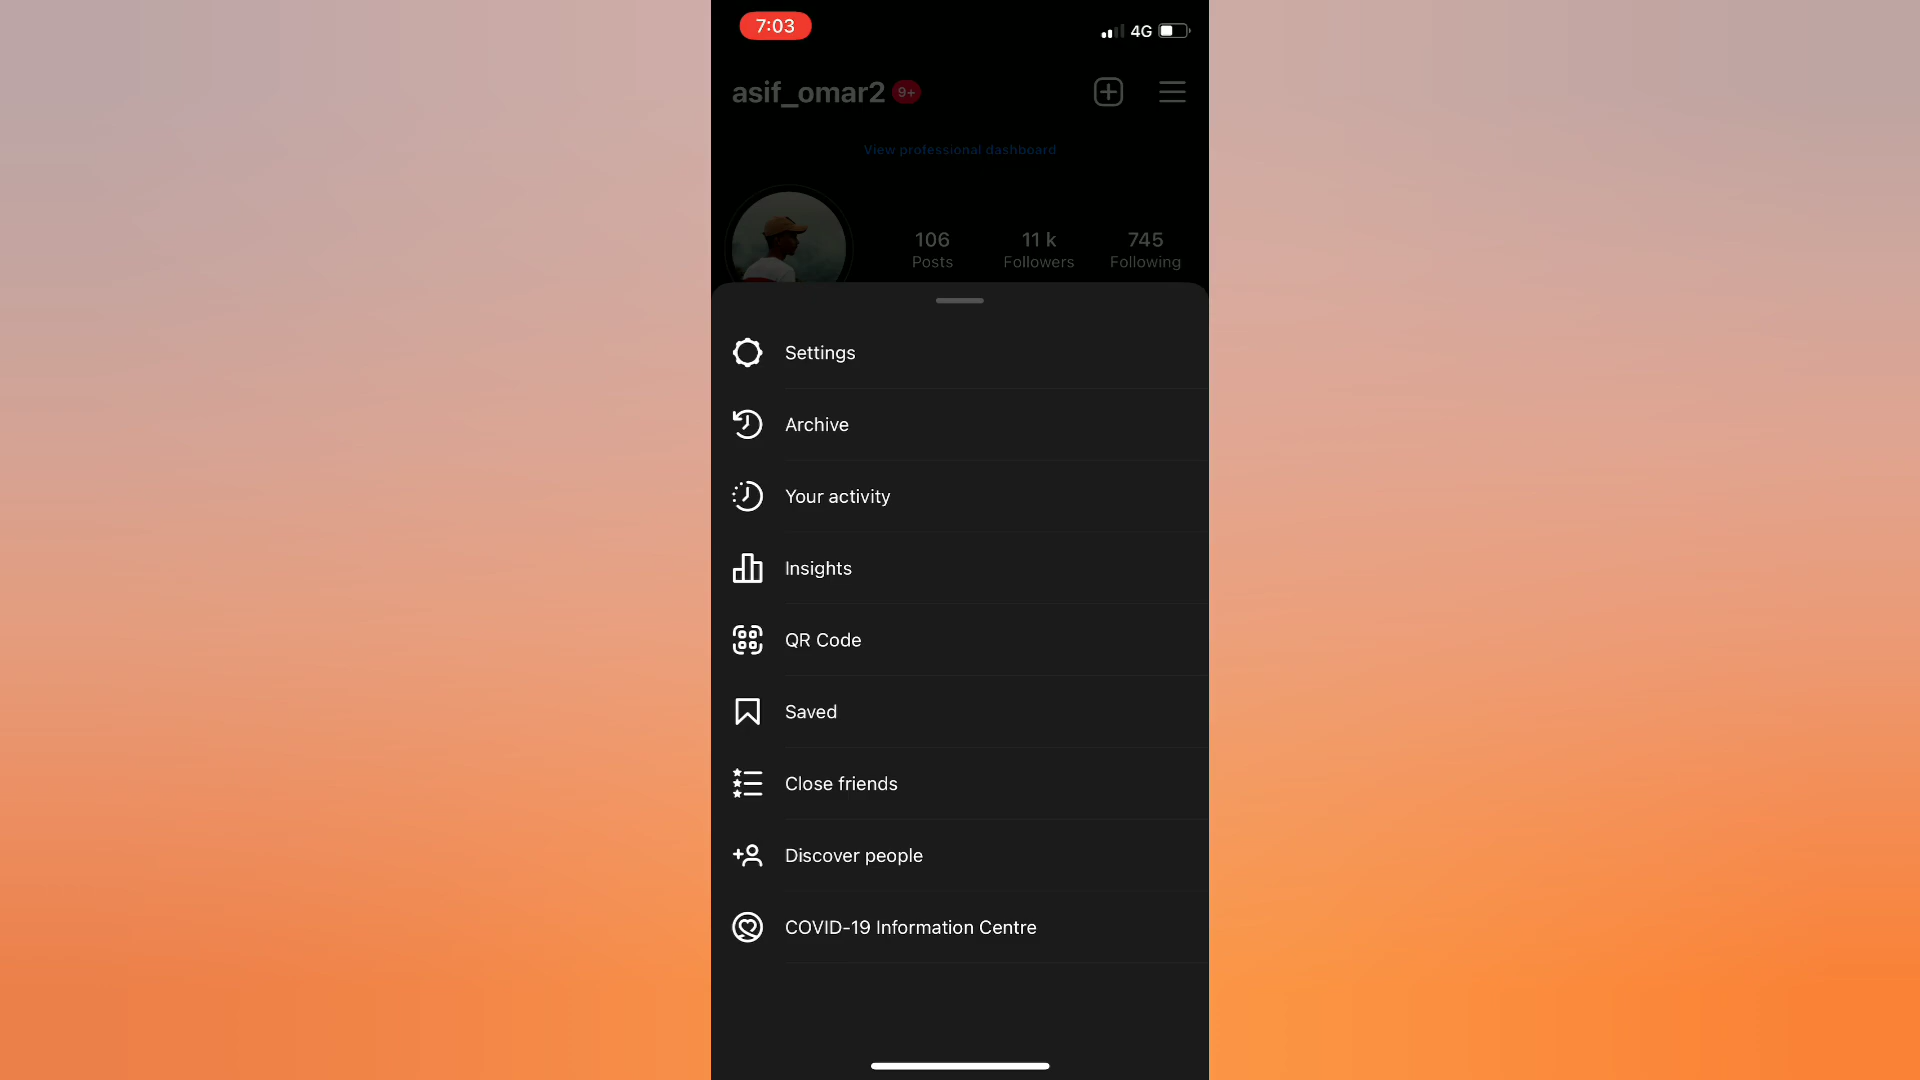 7:03
4G
asif_omar2 9+
View professional dashboard
106 11 k 745
Posts Followers Following
Settings
Archive
Your activity
Insights
QR Code
Saved
Close friends
Discover people
COVID-19 Information Centre